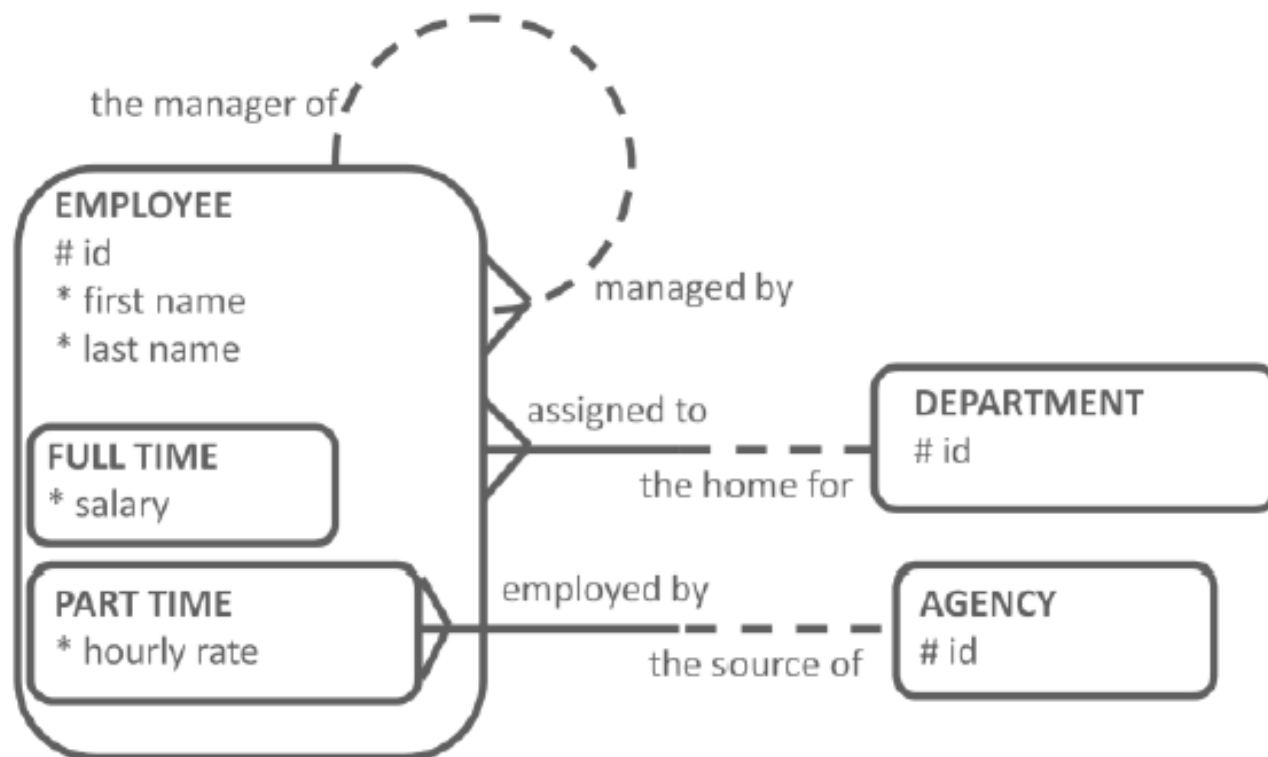 the manager of
EMPLOYEE
# id
* first name
* last name
managed by
assigned to
the home for
DEPARTMENT
# id
FULL TIME
* salary
PART TIME
* hourly rate
employed by
the source of
AGENCY
# id